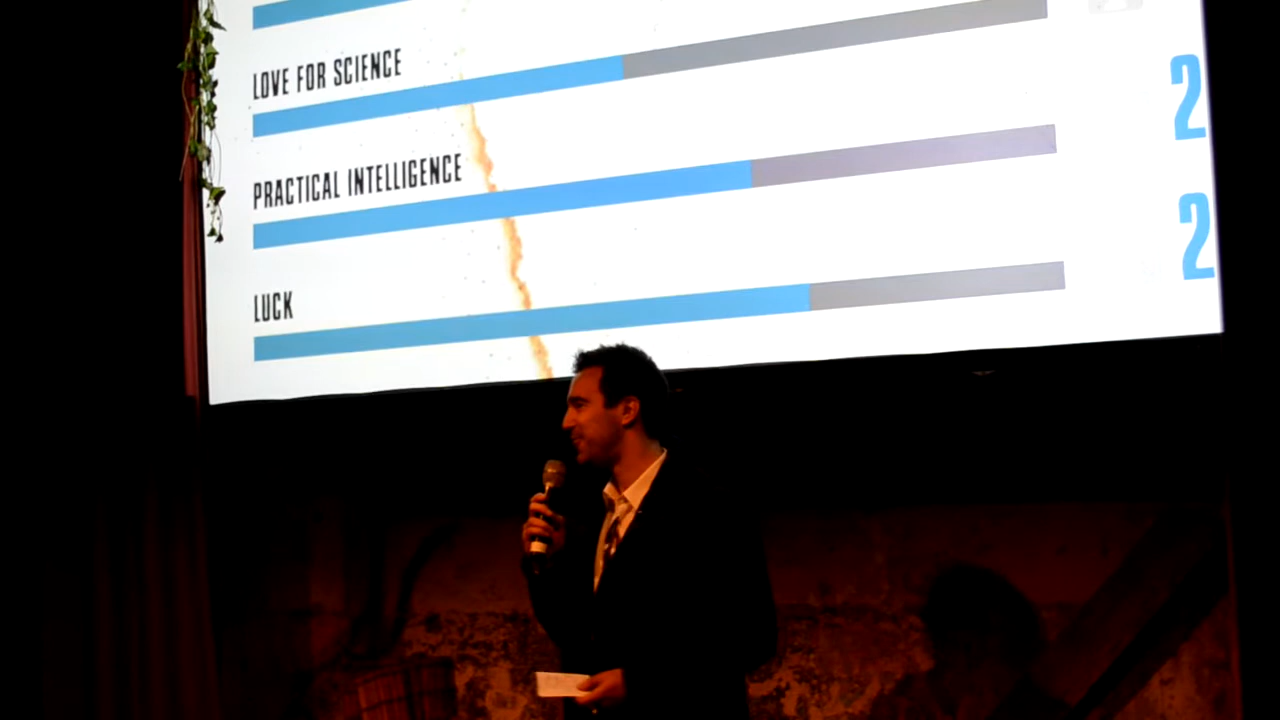 LOVE FOR SCIENCE
2
PRACTICAL INTELLIGENCE
2
LUCK